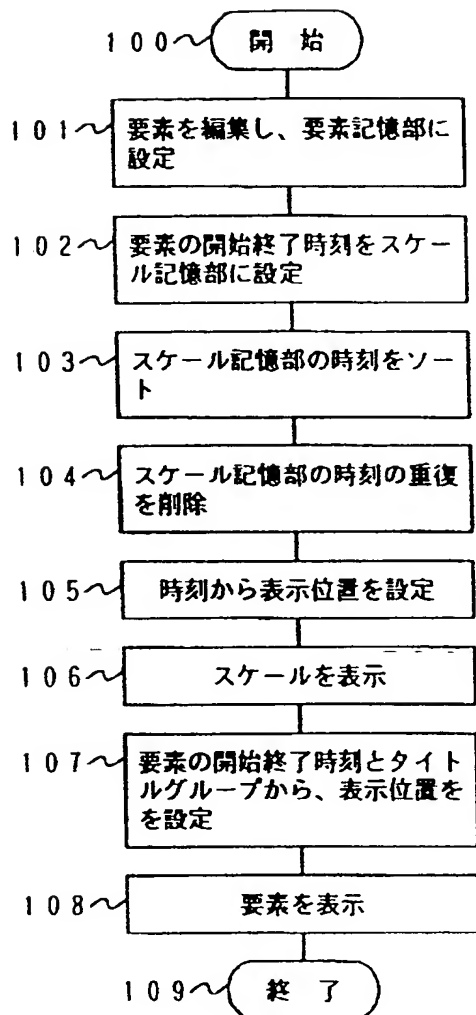 100 開 始
101 要素を編集し、要素記憶部に
設定
102 要素の開始終了時刻をスケー
ル記憶部に設定
103 スケール記憶部の時刻をソー
ト
104 スケール記憶部の時刻の重複
を削除
105 時刻から表示位置を設定
106 スケールを表示
107 要素の開始終了時刻とタイト
ルグループから、表示位置を
を設定
108 要素を表示
109 終 了